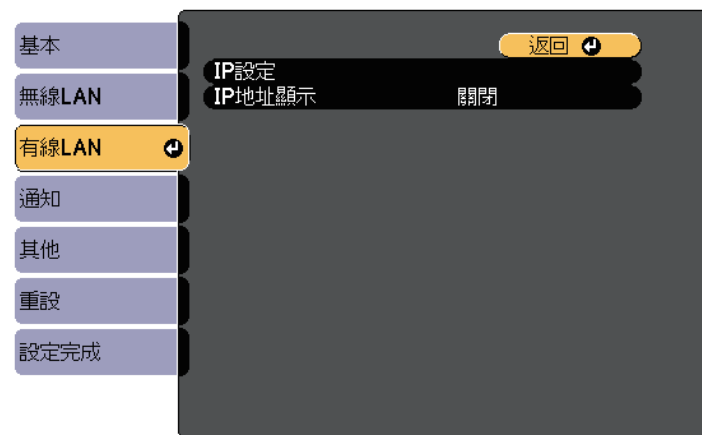 基本
無線LAN
有線LAN
通知
其他
重設
設定完成
返回
IP設定
IP地址顯示 關閉